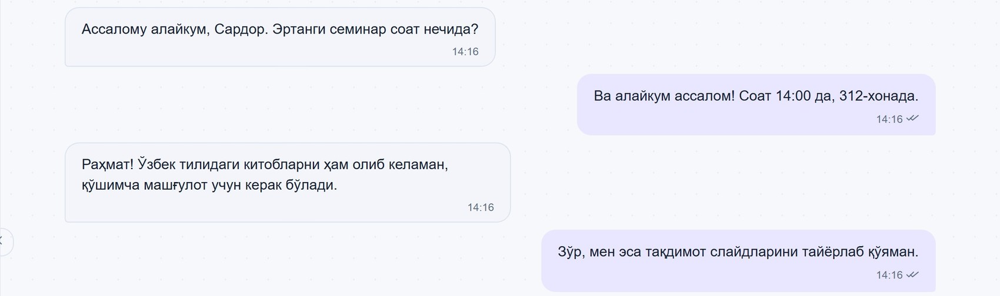 Ассалому алайкум, Сардор. Эртанги семинар соат нечида?
14:16
Ва алайкум ассалом! Соат 14:00 да, 312-хонада.
14:16
Раҳмат! Ўзбек тилидаги китобларни ҳам олиб келаман,
қўшимча машғулот учун керак бўлади.
14:16
Зўр, мен эса тақдимот слайдларини тайёрлаб қўяман.
14:16